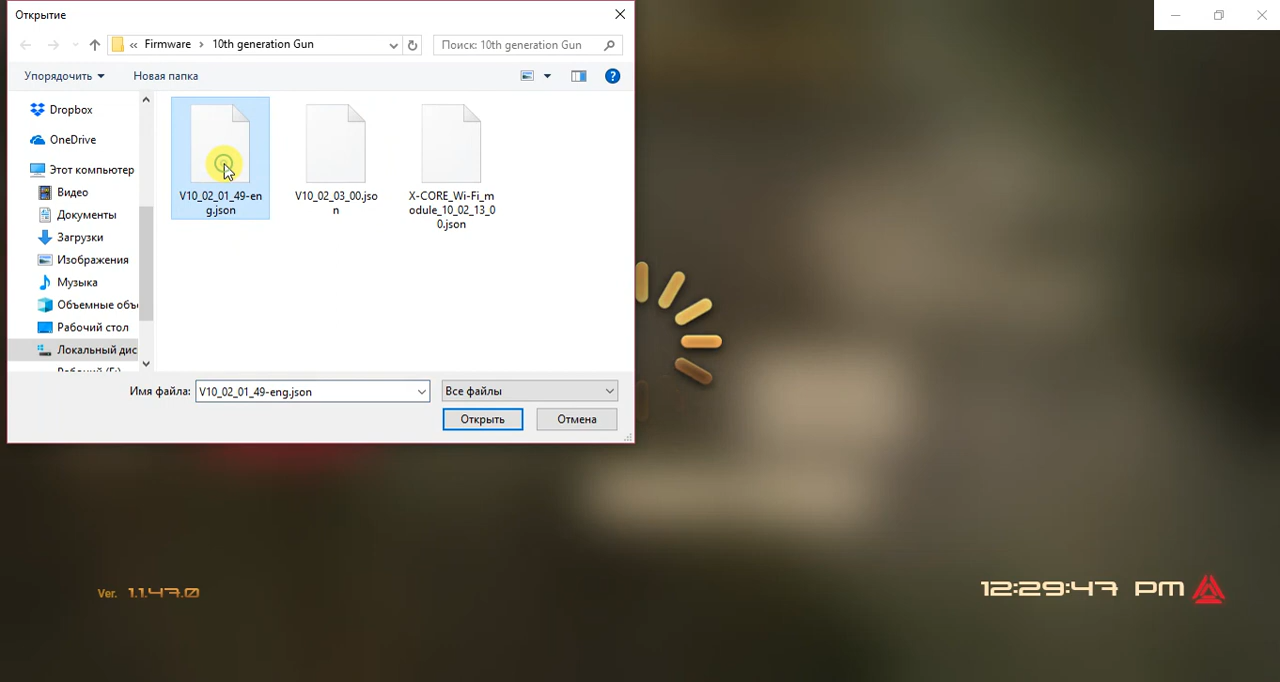 Открытие
« Firmware › 10th generation Gun
Поиск: 10th generation Gun
Упорядочить
Новая папка
Dropbox
OneDrive
Этот компьютер
Видео
Документы
Загрузки
Изображения
Музыка
Объемные объ
Рабочий стол
Локальный дис
V10_02_01_49-en
g.json
V10_02_03_00.jso
n
X-CORE_Wi-Fi_m
odule_10_02_13_0
0.json
Имя файла:
V10_02_01_49-eng.json
Все файлы
Открыть
Отмена
Ver. 1.1.47.0
12:29:47 PM